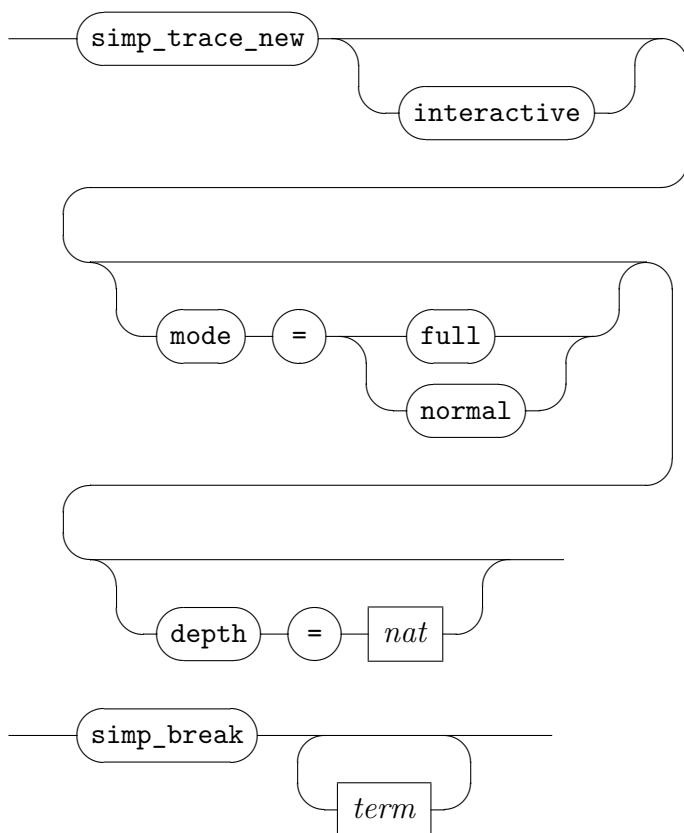 simp_trace_new
interactive
mode = full
normal
depth = nat
simp_break
term